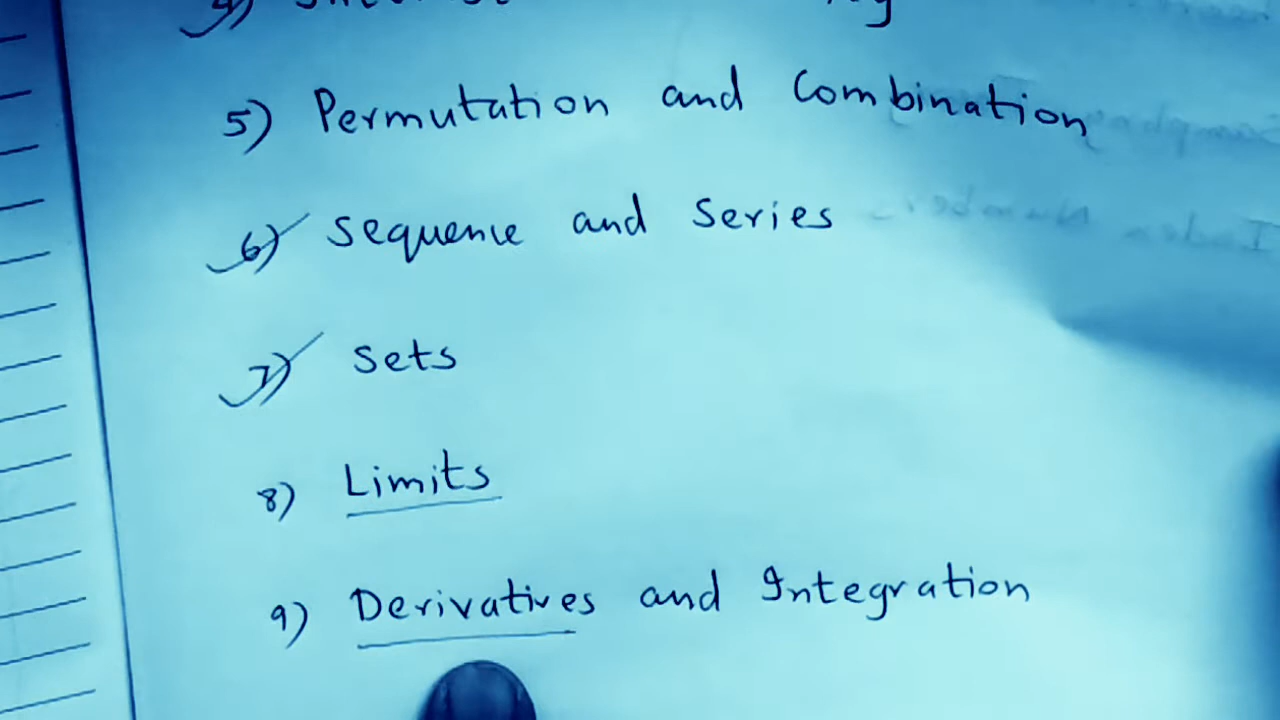 5) Permutation and Combination
6) Sequence and Series
7) Sets
8) Limits
9) Derivatives and Integration